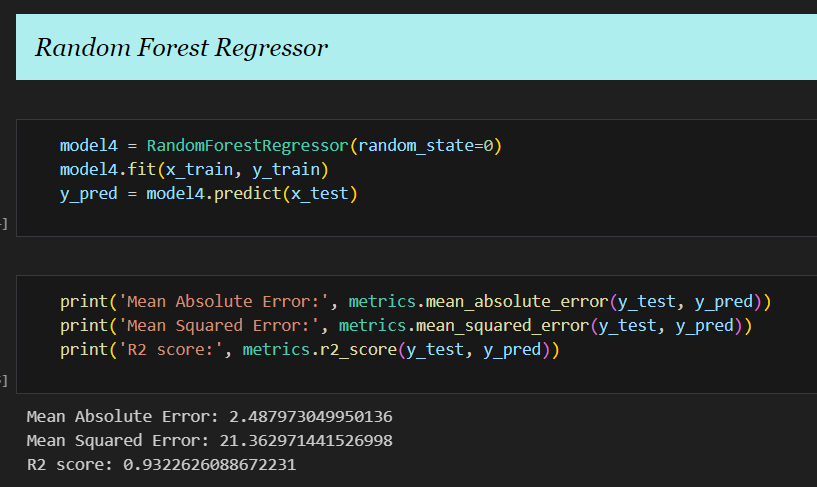 Random Forest Regressor
model4 = RandomForestRegressor(random_state=0)
model4.fit(x_train, y_train)
y_pred = model4.predict(x_test)
]
print('Mean Absolute Error:', metrics.mean_absolute_error(y_test, y_pred))
print('Mean Squared Error:', metrics.mean_squared_error(y_test, y_pred))
print('R2 score:', metrics.r2_score(y_test, y_pred))
]
Mean Absolute Error: 2.487973049950136
Mean Squared Error: 21.362971441526998
R2 score: 0.9322626088672231